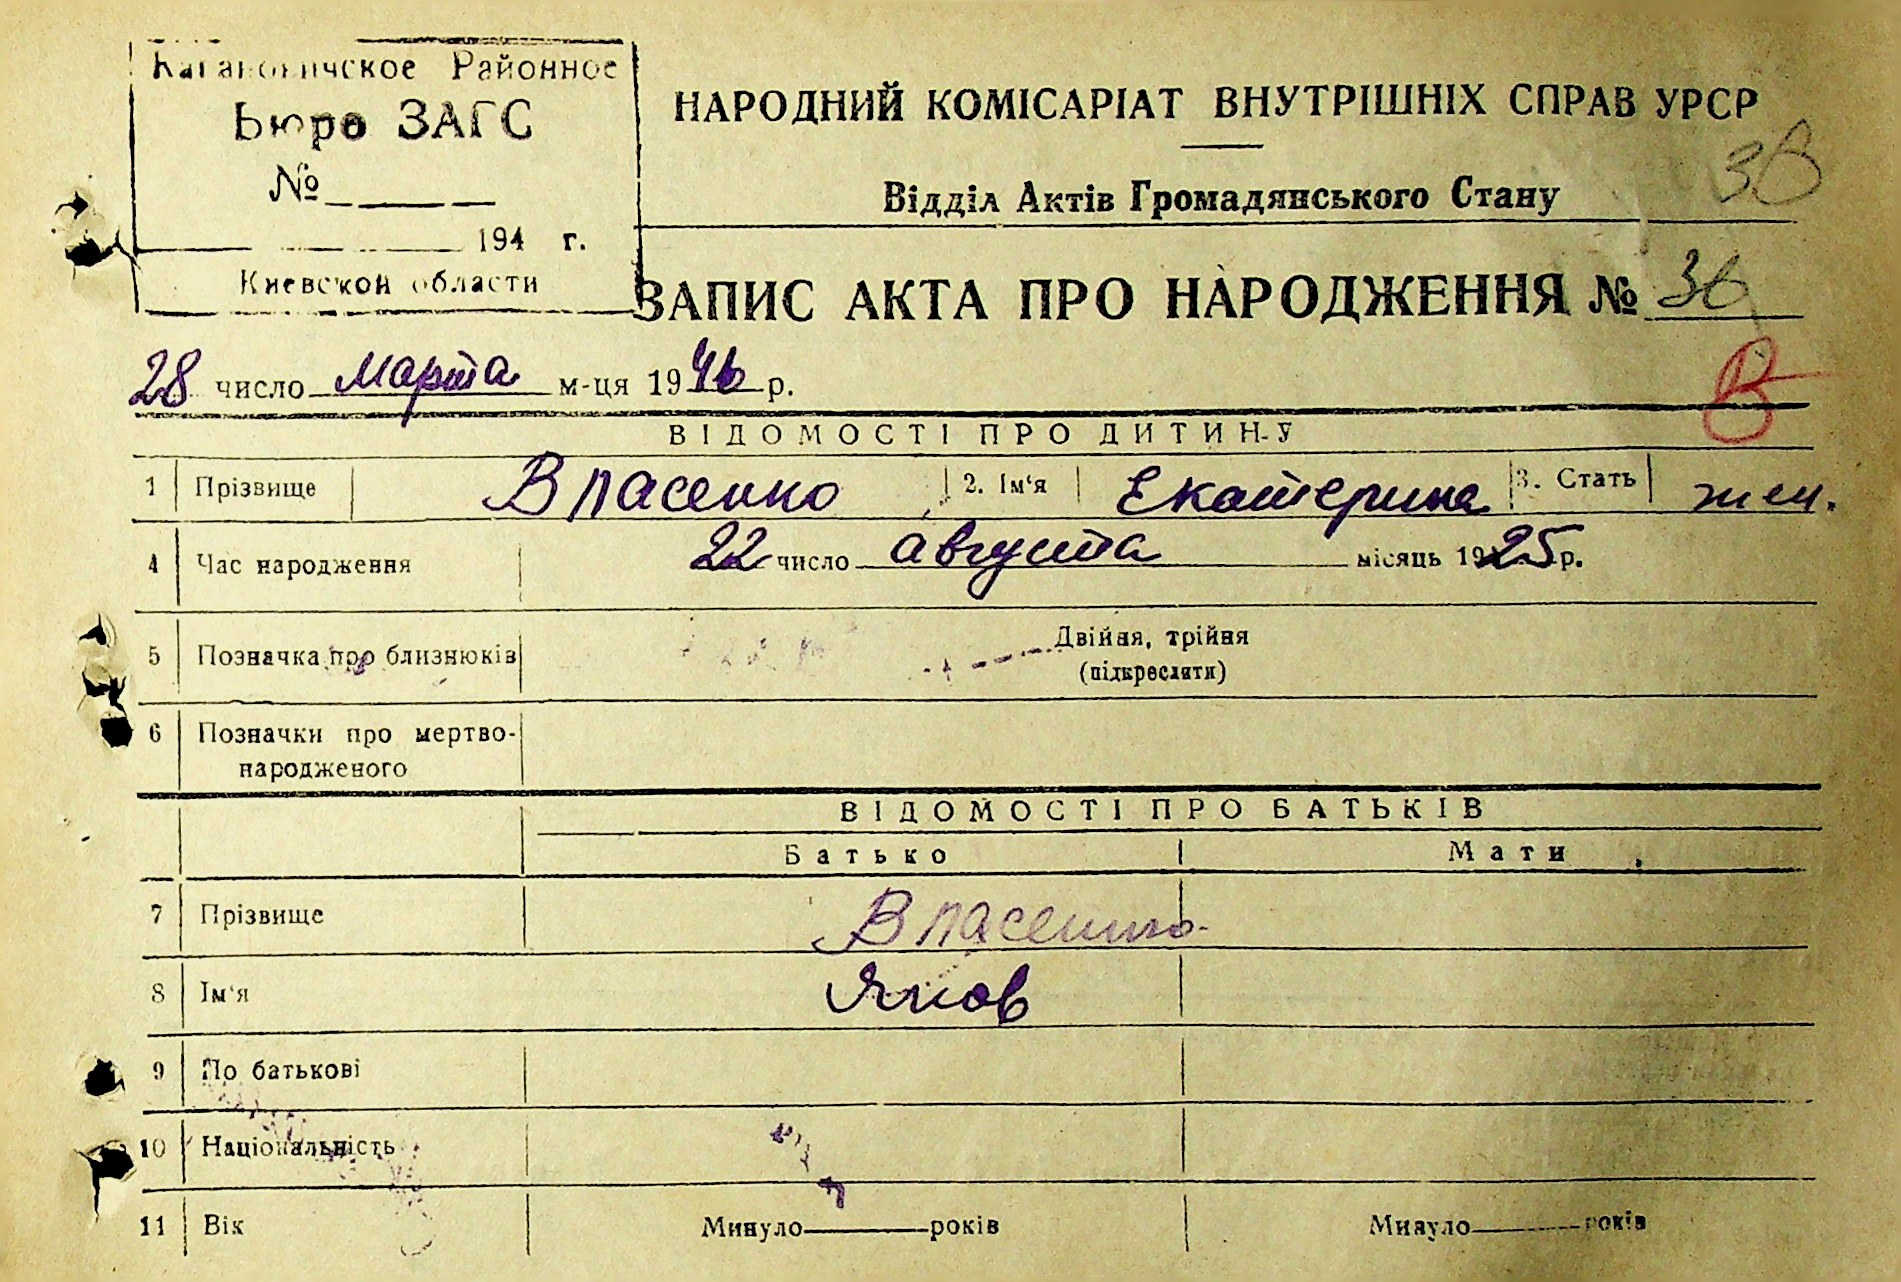 Кагановичское Районное
Бюро ЗАГС
№
194 г.
Киевской области
НАРОДНИЙ КОМІСАРІАТ ВНУТРІШНІХ СПРАВ УРСР
Відділ Актів Громадянського Стану
ЗАПИС АКТА ПРО НАРОДЖЕННЯ №
28 число марта м-ця 1946 р.
В
ВІДОМОСТІ ПРО ДИТИНУ
1 Прізвище Власенко 2. Ім'я Екатерина 3. Стать жен.
4 Час народження 22 число августа місяць 1925 р.
5 Позначка про близнюків Двійня, трійня
(підкреслити)
6 Позначки про мертво-
народженого
ВІДОМОСТІ ПРО БАТЬКІВ
Батько Мати
7 Прізвище Власенко
8 Ім'я Яков
9 По батькові
10 Національність
11 Вік Минуло років Минуло років